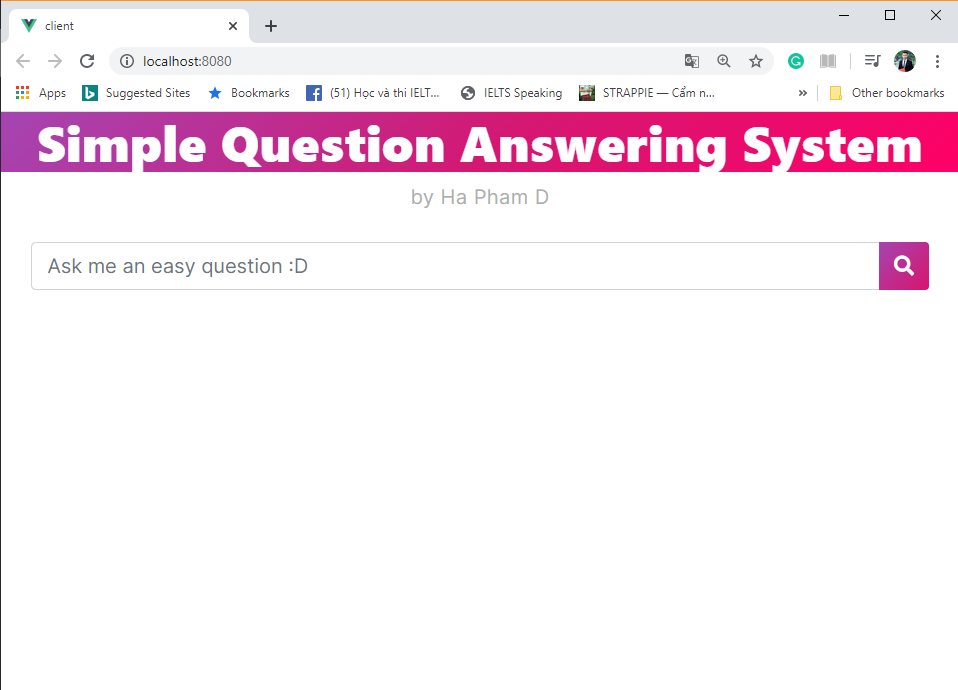 client
localhost:8080
Apps Suggested Sites Bookmarks (51) Học và thi IELT... IELTS Speaking STRAPPIE — Cẩm n... » Other bookmarks
Simple Question Answering System
by Ha Pham D
Ask me an easy question :D